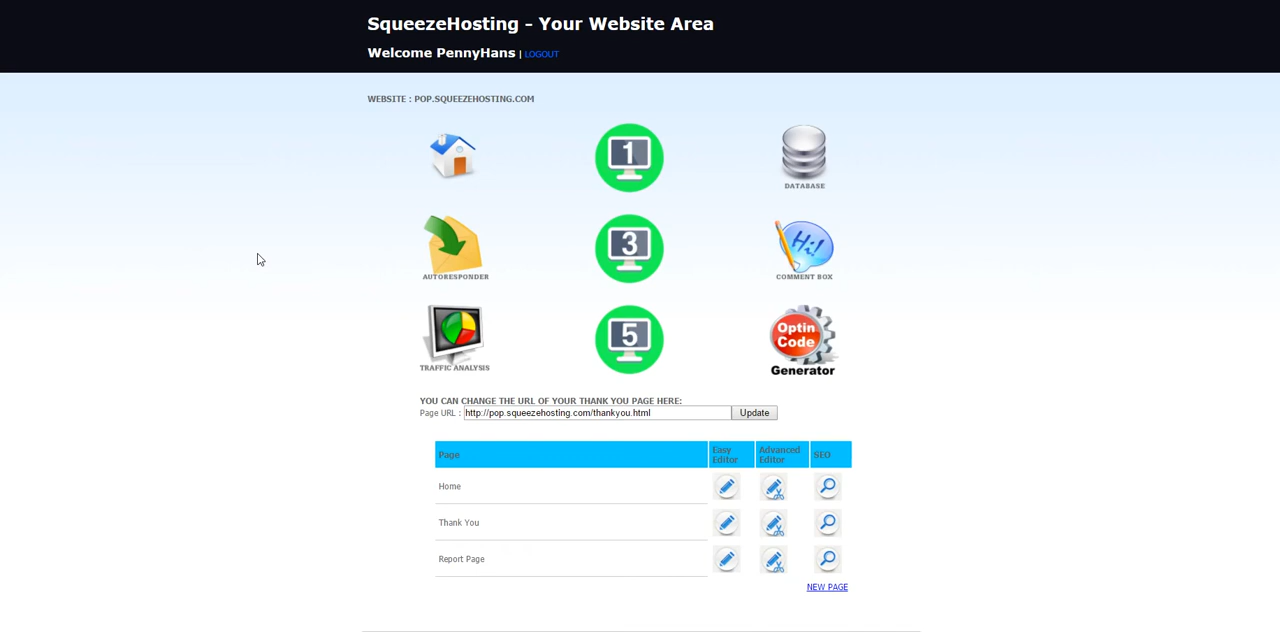 SqueezeHosting - Your Website Area
Welcome PennyHans | LOGOUT
WEBSITE : POP.SQUEEZEHOSTING.COM
1
DATABASE
3
Hi!
AUTORESPONDER
COMMENT BOX
5
Optin
Code
Generator
TRAFFIC ANALYSIS
YOU CAN CHANGE THE URL OF YOUR THANK YOU PAGE HERE:
Page URL : http://pop.squeezehosting.com/thankyou.html Update
Page Easy Editor Advanced Editor SEO
Home
Thank You
Report Page
NEW PAGE